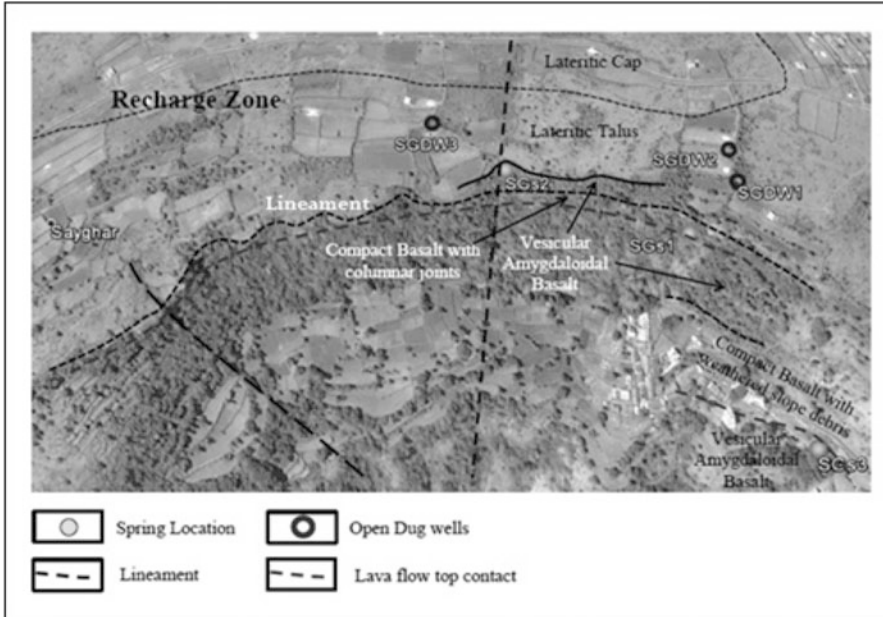 Lateritic Cap
Recharge Zone
Lateritic Talus
SGDW3
SGDW2
SGs2
SGDW1
Lineament
Sayghar
Compact Basalt with
columnar joints
Vesicular
Amygdaloidal
Basalt
SGs1
Compact Basalt with
weathered slope debris
Vesicular
Amygdaloidal
Basalt
SGs3
Spring Location
Open Dug wells
Lineament
Lava flow top contact